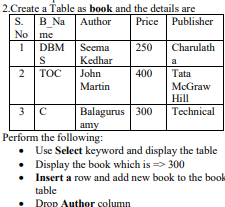 2.Create a Table as book and the details are
S. B_Na Author Price Publisher
No me
1 DBM Seema 250 Charulath
S Kedhar a
2 TOC John 400 Tata
Martin McGraw
Hill
3 C Balagurus 300 Technical
amy
Perform the following:
• Use Select keyword and display the table
• Display the book which is => 300
• Insert a row and add new book to the book
table
• Drop Author column